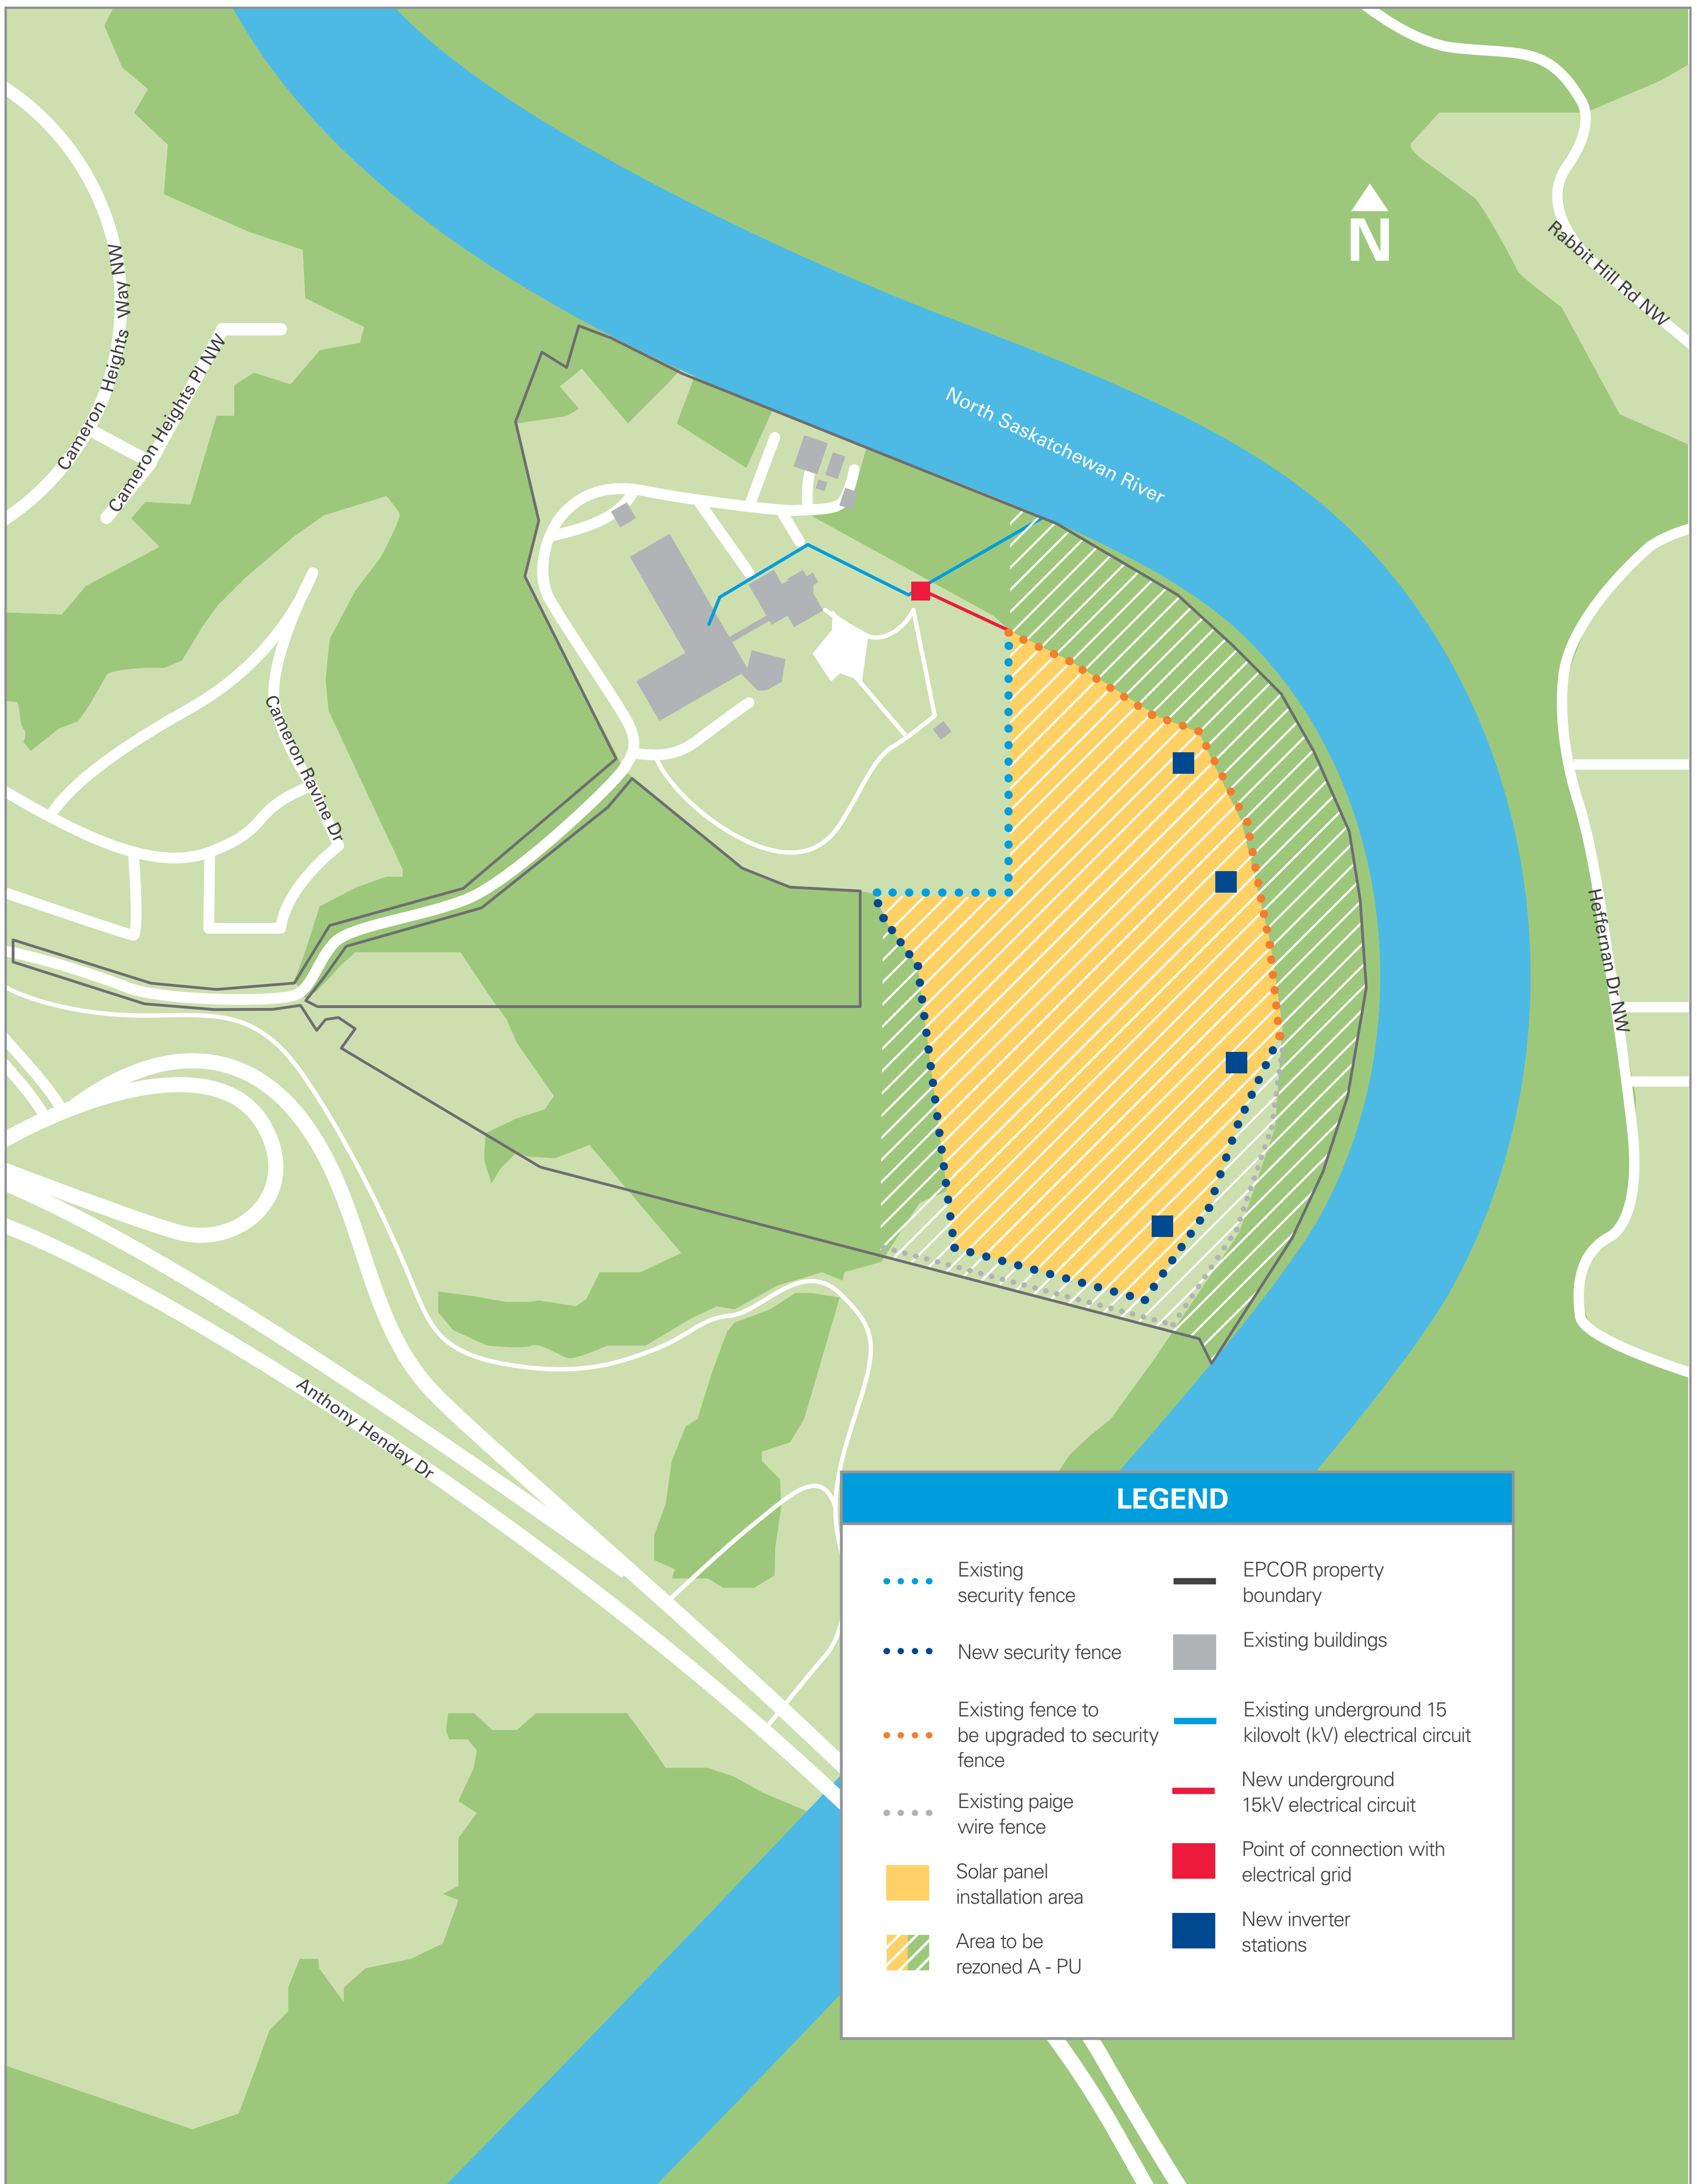 N
Rabbit Hill Rd NW
Cameron Heights Way NW
Cameron Heights Pl NW
North Saskatchewan River
Cameron Ravine Dr
Heffernan Dr NW
Anthony Henday Dr
LEGEND
Existing
security fence
New security fence
Existing fence to
be upgraded to security
fence
Existing paige
wire fence
Solar panel
installation area
Area to be
rezoned A - PU
EPCOR property
boundary
Existing buildings
Existing underground 15
kilovolt (kV) electrical circuit
New underground
15kV electrical circuit
Point of connection with
electrical grid
New inverter
stations